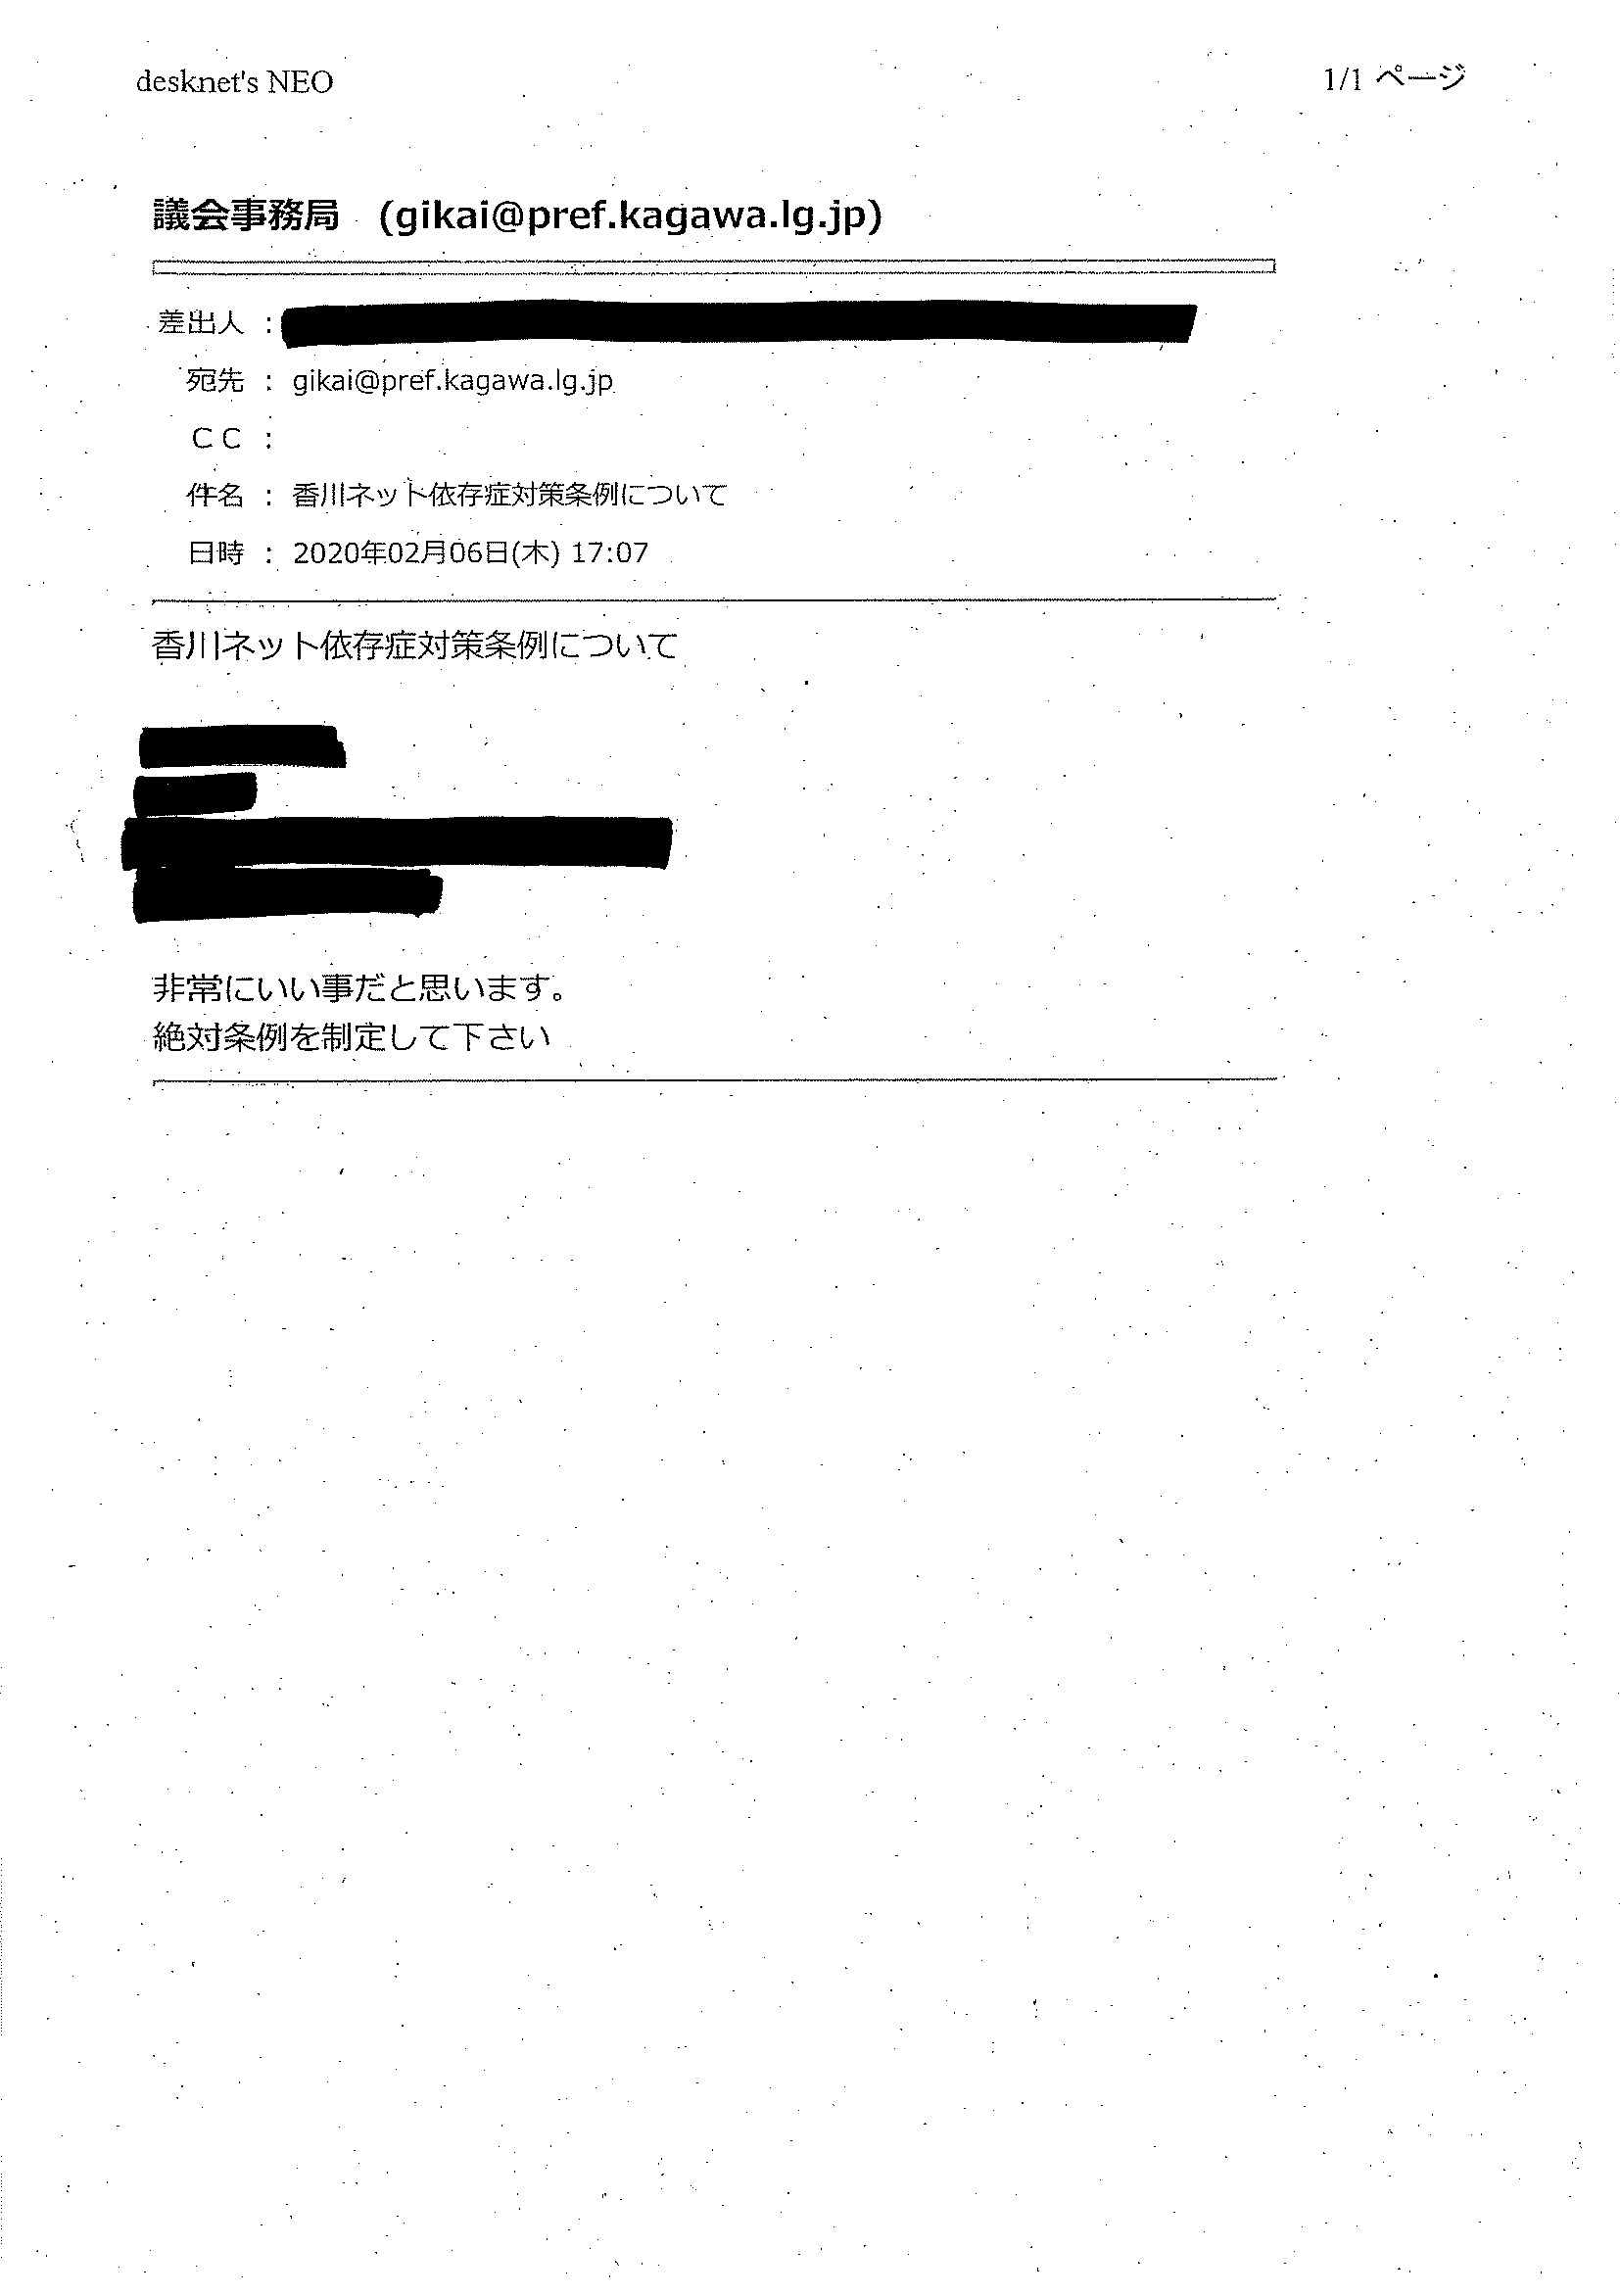 desknet's NEO
1/1 ページ
議会事務局 (gikai@pref.kagawa.lg.jp)
差出人 :
宛先 : gikai@pref.kagawa.lg.jp
ＣＣ :
件名 : 香川ネット依存症対策条例について
日時 : 2020年02月06日(木) 17:07
香川ネット依存症対策条例について
非常にいい事だと思います。
絶対条例を制定して下さい